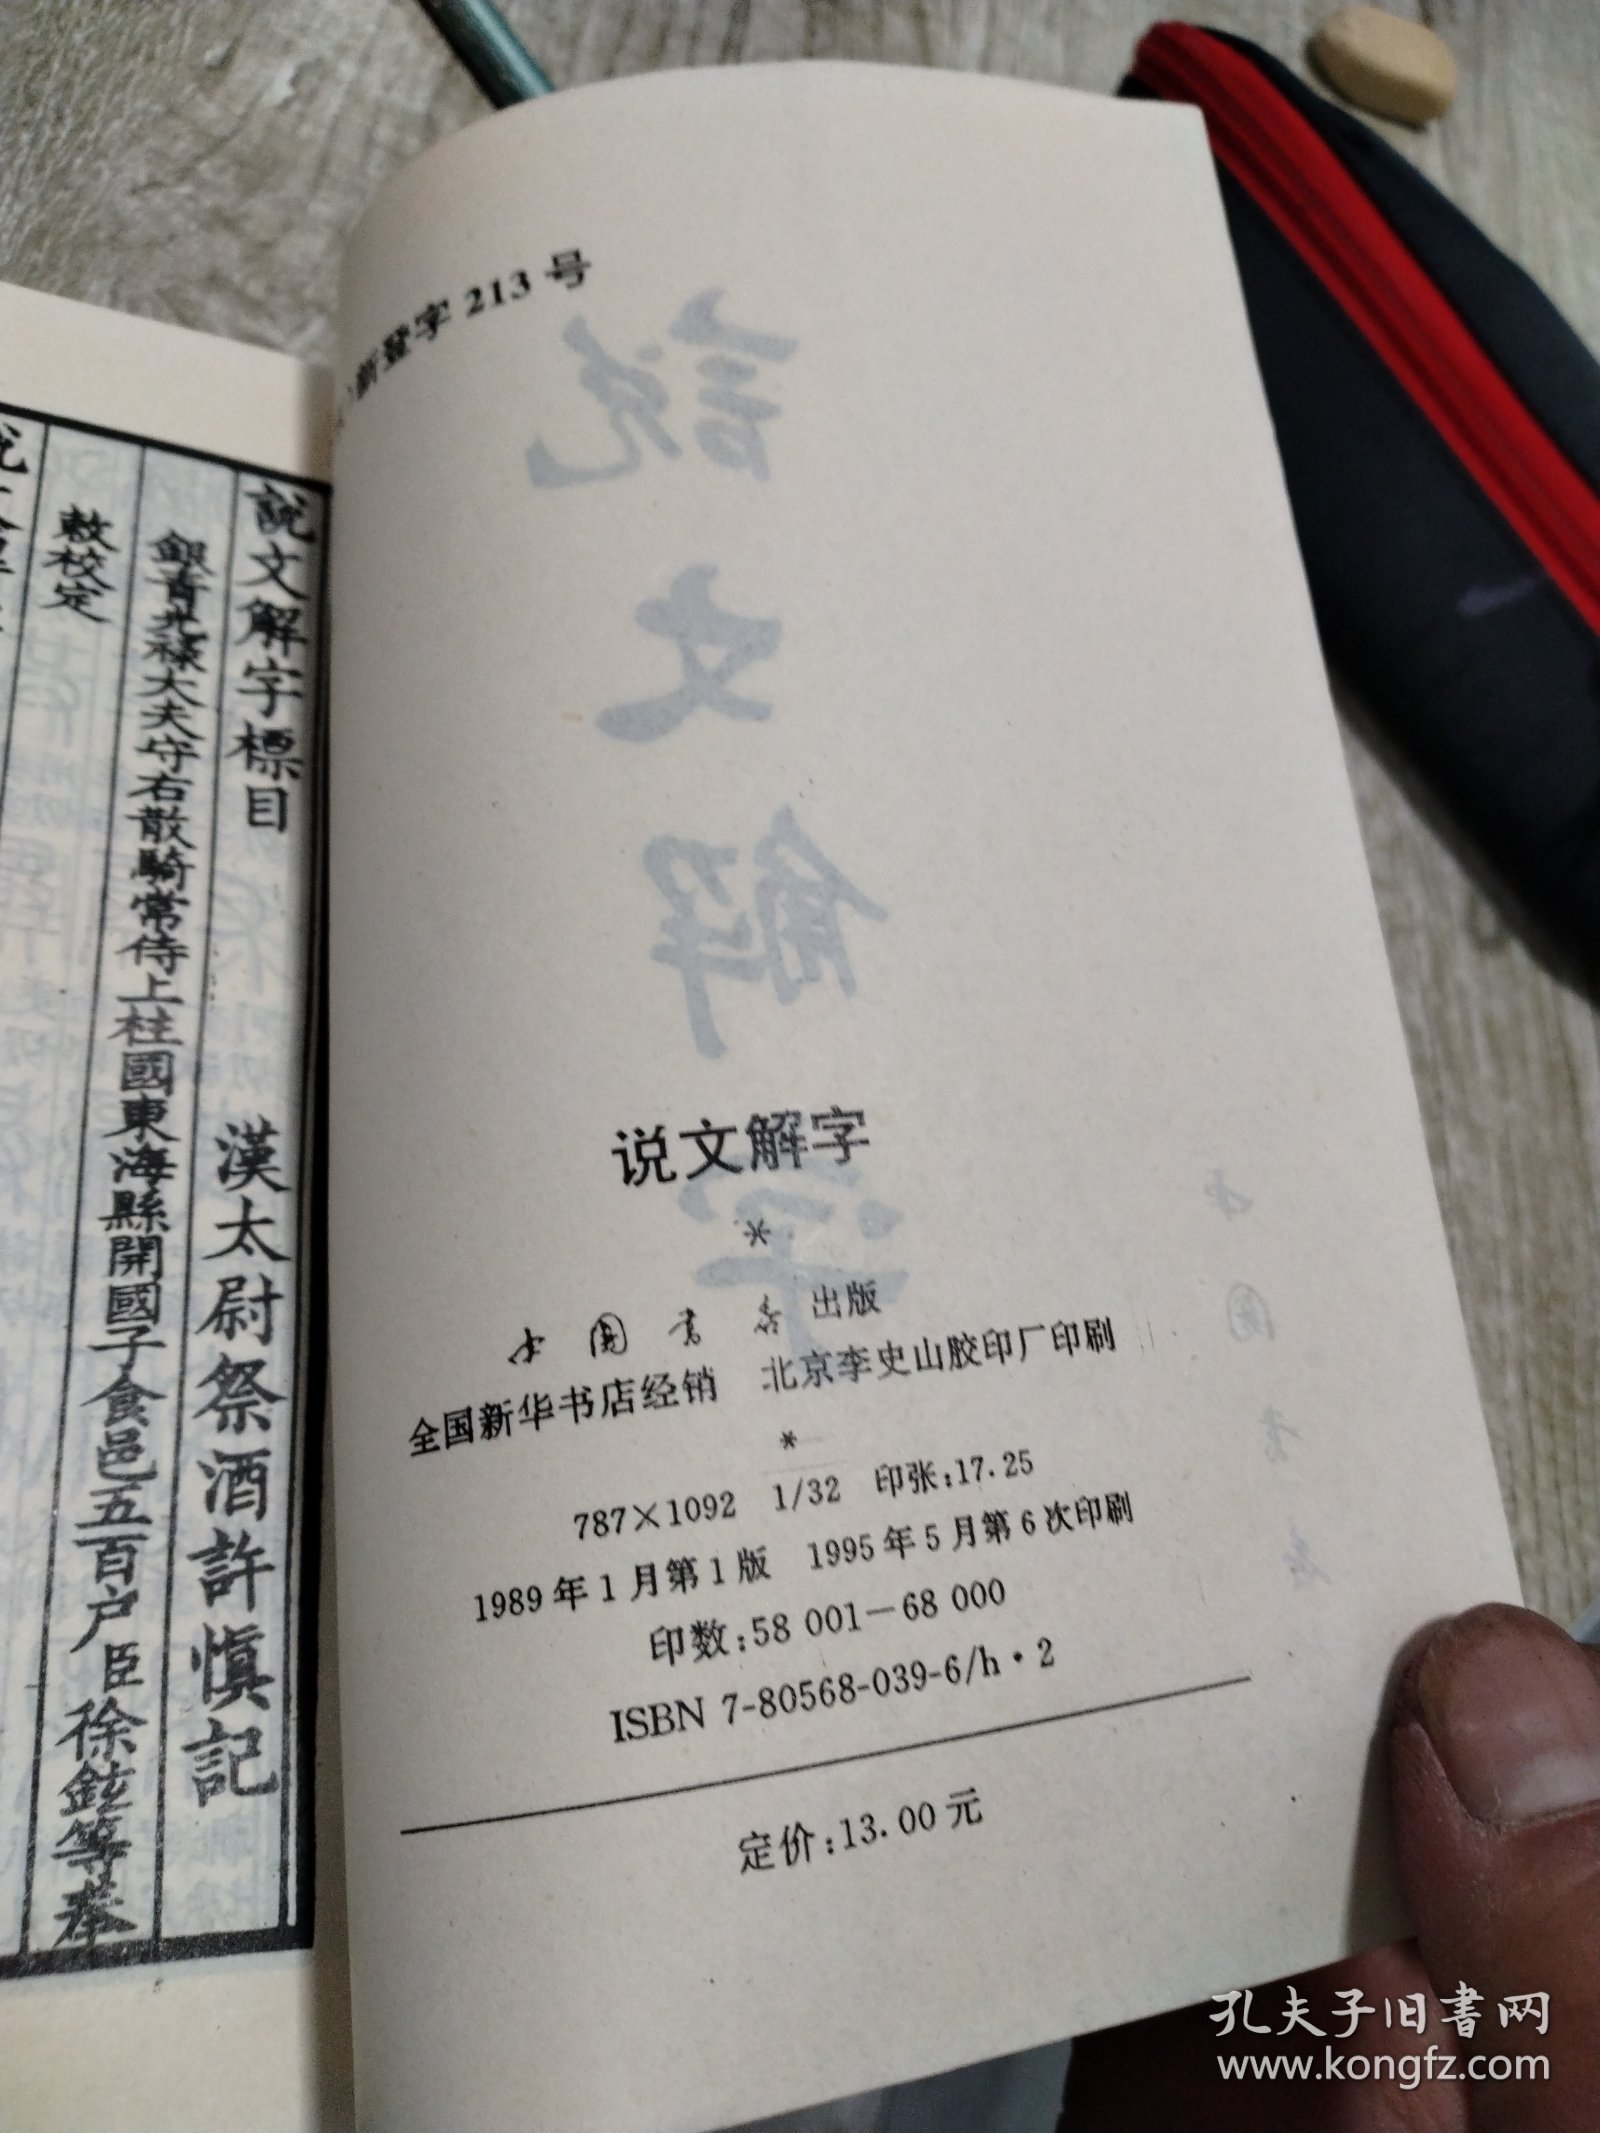 新登字 213 号
说文解字
*
中国书店 出版
全国新华书店经销 北京李史山胶印厂印刷
*
787×1092 1/32 印张:17.25
1989年1月第1版 1995年5月第6次印刷
印数:58 001—68 000
ISBN 7-80568-039-6/h·2
定价:13.00元
說文解字標目
漢太尉祭酒許慎記
銀青光祿大夫守右散騎常侍上柱國東海縣開國子食邑五百户臣徐鉉等奉
敕校定
說文解字
中国书店
孔夫子旧書网
www.kongfz.com